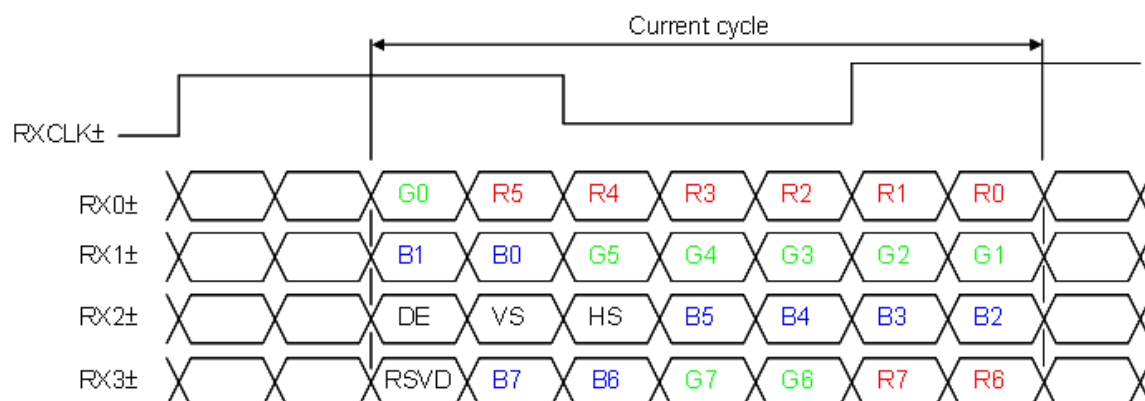 Current cycle
RXCLK±
RX0± G0 R5 R4 R3 R2 R1 R0
RX1± B1 B0 G5 G4 G3 G2 G1
RX2± DE VS HS B5 B4 B3 B2
RX3± RSVD B7 B6 G7 G6 R7 R6